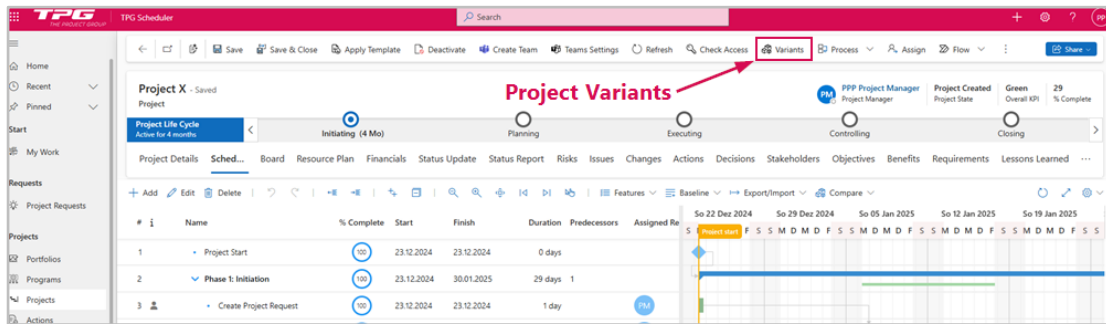 TPG
THE PROJECT GROUP
TPG Scheduler
Search
PP
Save
Save & Close
Apply Template
Deactivate
Create Team
Teams Settings
Refresh
Check Access
Variants
Process
Assign
Flow
Share
Home
Recent
Pinned
Start
My Work
Requests
Project Requests
Projects
Portfolios
Programs
Projects
Actions
Project X - Saved
Project
Project Variants
PM
PPP Project Manager
Project Manager
Project Created
Project State
Green
Overall KPI
29
% Complete
Project Life Cycle
Active for 4 months
Initiating (4 Mo)
Planning
Executing
Controlling
Closing
Project Details Sched... Board Resource Plan Financials Status Update Status Report Risks Issues Changes Actions Decisions Stakeholders Objectives Benefits Requirements Lessons Learned ...
+ Add Edit Delete Features Baseline Export/Import Compare
# i Name % Complete Start Finish Duration Predecessors Assigned Re
So 22 Dez 2024 So 29 Dez 2024 So 05 Jan 2025 So 12 Jan 2025 So 19 Jan 2025
Project start
F S S M D M D F S S M D M D F S S M D M D F S S M D M D F S S
1 Project Start 100 23.12.2024 23.12.2024 0 days
2 Phase 1: Initiation 100 23.12.2024 30.01.2025 29 days 1
3 Create Project Request 100 23.12.2024 23.12.2024 1 day PM